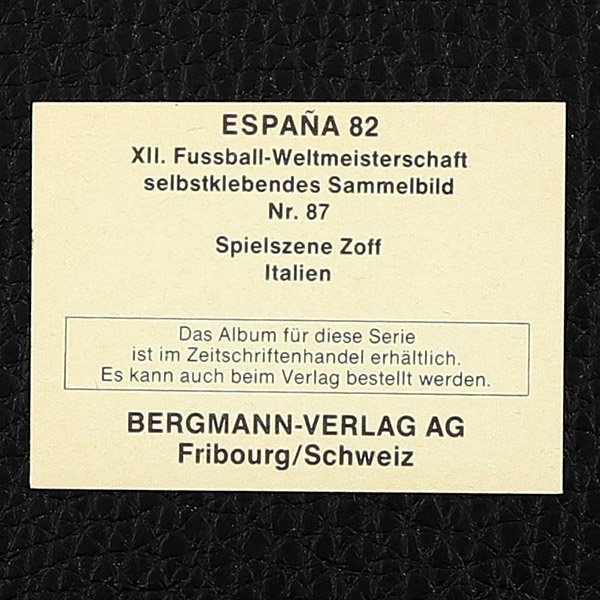 ESPAÑA 82
XII. Fussball-Weltmeisterschaft
selbstklebendes Sammelbild
Nr. 87
Spielszene Zoff
Italien
Das Album für diese Serie
ist im Zeitschriftenhandel erhältlich.
Es kann auch beim Verlag bestellt werden.
BERGMANN-VERLAG AG
Fribourg/Schweiz